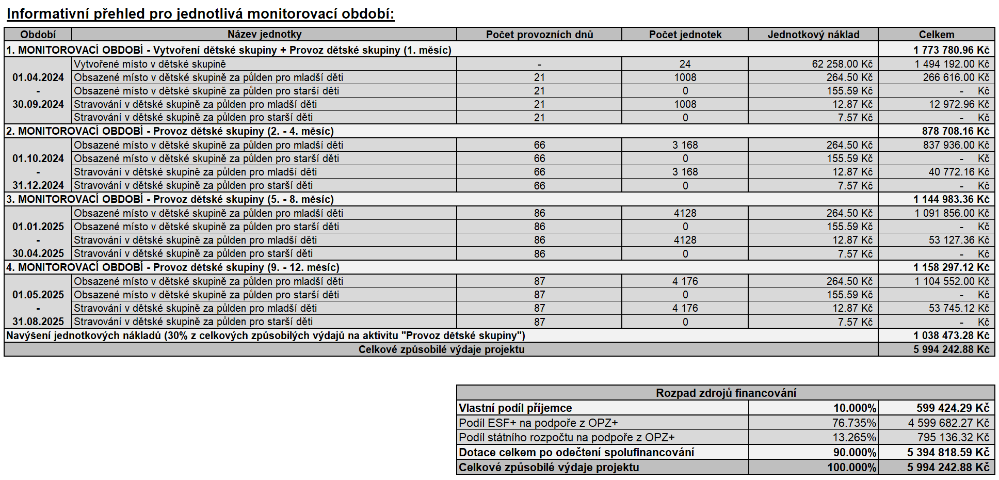 Informativní přehled pro jednotlivá monitorovací období:
Období Název jednotky Počet provozních dnů Počet jednotek Jednotkový náklad Celkem
1. MONITOROVACÍ OBDOBÍ - Vytvoření dětské skupiny + Provoz dětské skupiny (1. měsíc) 1 773 780.96 Kč
Vytvořené místo v dětské skupině - 24 62 258.00 Kč 1 494 192.00 Kč
01.04.2024 Obsazené místo v dětské skupině za půlden pro mladší děti 21 1008 264.50 Kč 266 616.00 Kč
- Obsazené místo v dětské skupině za půlden pro starší děti 21 0 155.59 Kč - Kč
30.09.2024 Stravování v dětské skupině za půlden pro mladší děti 21 1008 12.87 Kč 12 972.96 Kč
Stravování v dětské skupině za půlden pro starší děti 21 0 7.57 Kč - Kč
2. MONITOROVACÍ OBDOBÍ - Provoz dětské skupiny (2. - 4. měsíc) 878 708.16 Kč
Obsazené místo v dětské skupině za půlden pro mladší děti 66 3 168 264.50 Kč 837 936.00 Kč
01.10.2024 Obsazené místo v dětské skupině za půlden pro starší děti 66 0 155.59 Kč - Kč
- Stravování v dětské skupině za půlden pro mladší děti 66 3 168 12.87 Kč 40 772.16 Kč
31.12.2024 Stravování v dětské skupině za půlden pro starší děti 66 0 7.57 Kč - Kč
3. MONITOROVACÍ OBDOBÍ - Provoz dětské skupiny (5. - 8. měsíc) 1 144 983.36 Kč
Obsazené místo v dětské skupině za půlden pro mladší děti 86 4128 264.50 Kč 1 091 856.00 Kč
01.01.2025 Obsazené místo v dětské skupině za půlden pro starší děti 86 0 155.59 Kč - Kč
- Stravování v dětské skupině za půlden pro mladší děti 86 4128 12.87 Kč 53 127.36 Kč
30.04.2025 Stravování v dětské skupině za půlden pro starší děti 86 0 7.57 Kč - Kč
4. MONITOROVACÍ OBDOBÍ - Provoz dětské skupiny (9. - 12. měsíc) 1 158 297.12 Kč
Obsazené místo v dětské skupině za půlden pro mladší děti 87 4 176 264.50 Kč 1 104 552.00 Kč
01.05.2025 Obsazené místo v dětské skupině za půlden pro starší děti 87 0 155.59 Kč - Kč
- Stravování v dětské skupině za půlden pro mladší děti 87 4 176 12.87 Kč 53 745.12 Kč
31.08.2025 Stravování v dětské skupině za půlden pro starší děti 87 0 7.57 Kč - Kč
Navýšení jednotkových nákladů (30% z celkových způsobilých výdajů na aktivitu "Provoz dětské skupiny") 1 038 473.28 Kč
Celkové způsobilé výdaje projektu 5 994 242.88 Kč
Rozpad zdrojů financování
Vlastní podíl příjemce 10.000% 599 424.29 Kč
Podíl ESF+ na podpoře z OPZ+ 76.735% 4 599 682.27 Kč
Podíl státního rozpočtu na podpoře z OPZ+ 13.265% 795 136.32 Kč
Dotace celkem po odečtení spolufinancování 90.000% 5 394 818.59 Kč
Celkové způsobilé výdaje projektu 100.000% 5 994 242.88 Kč